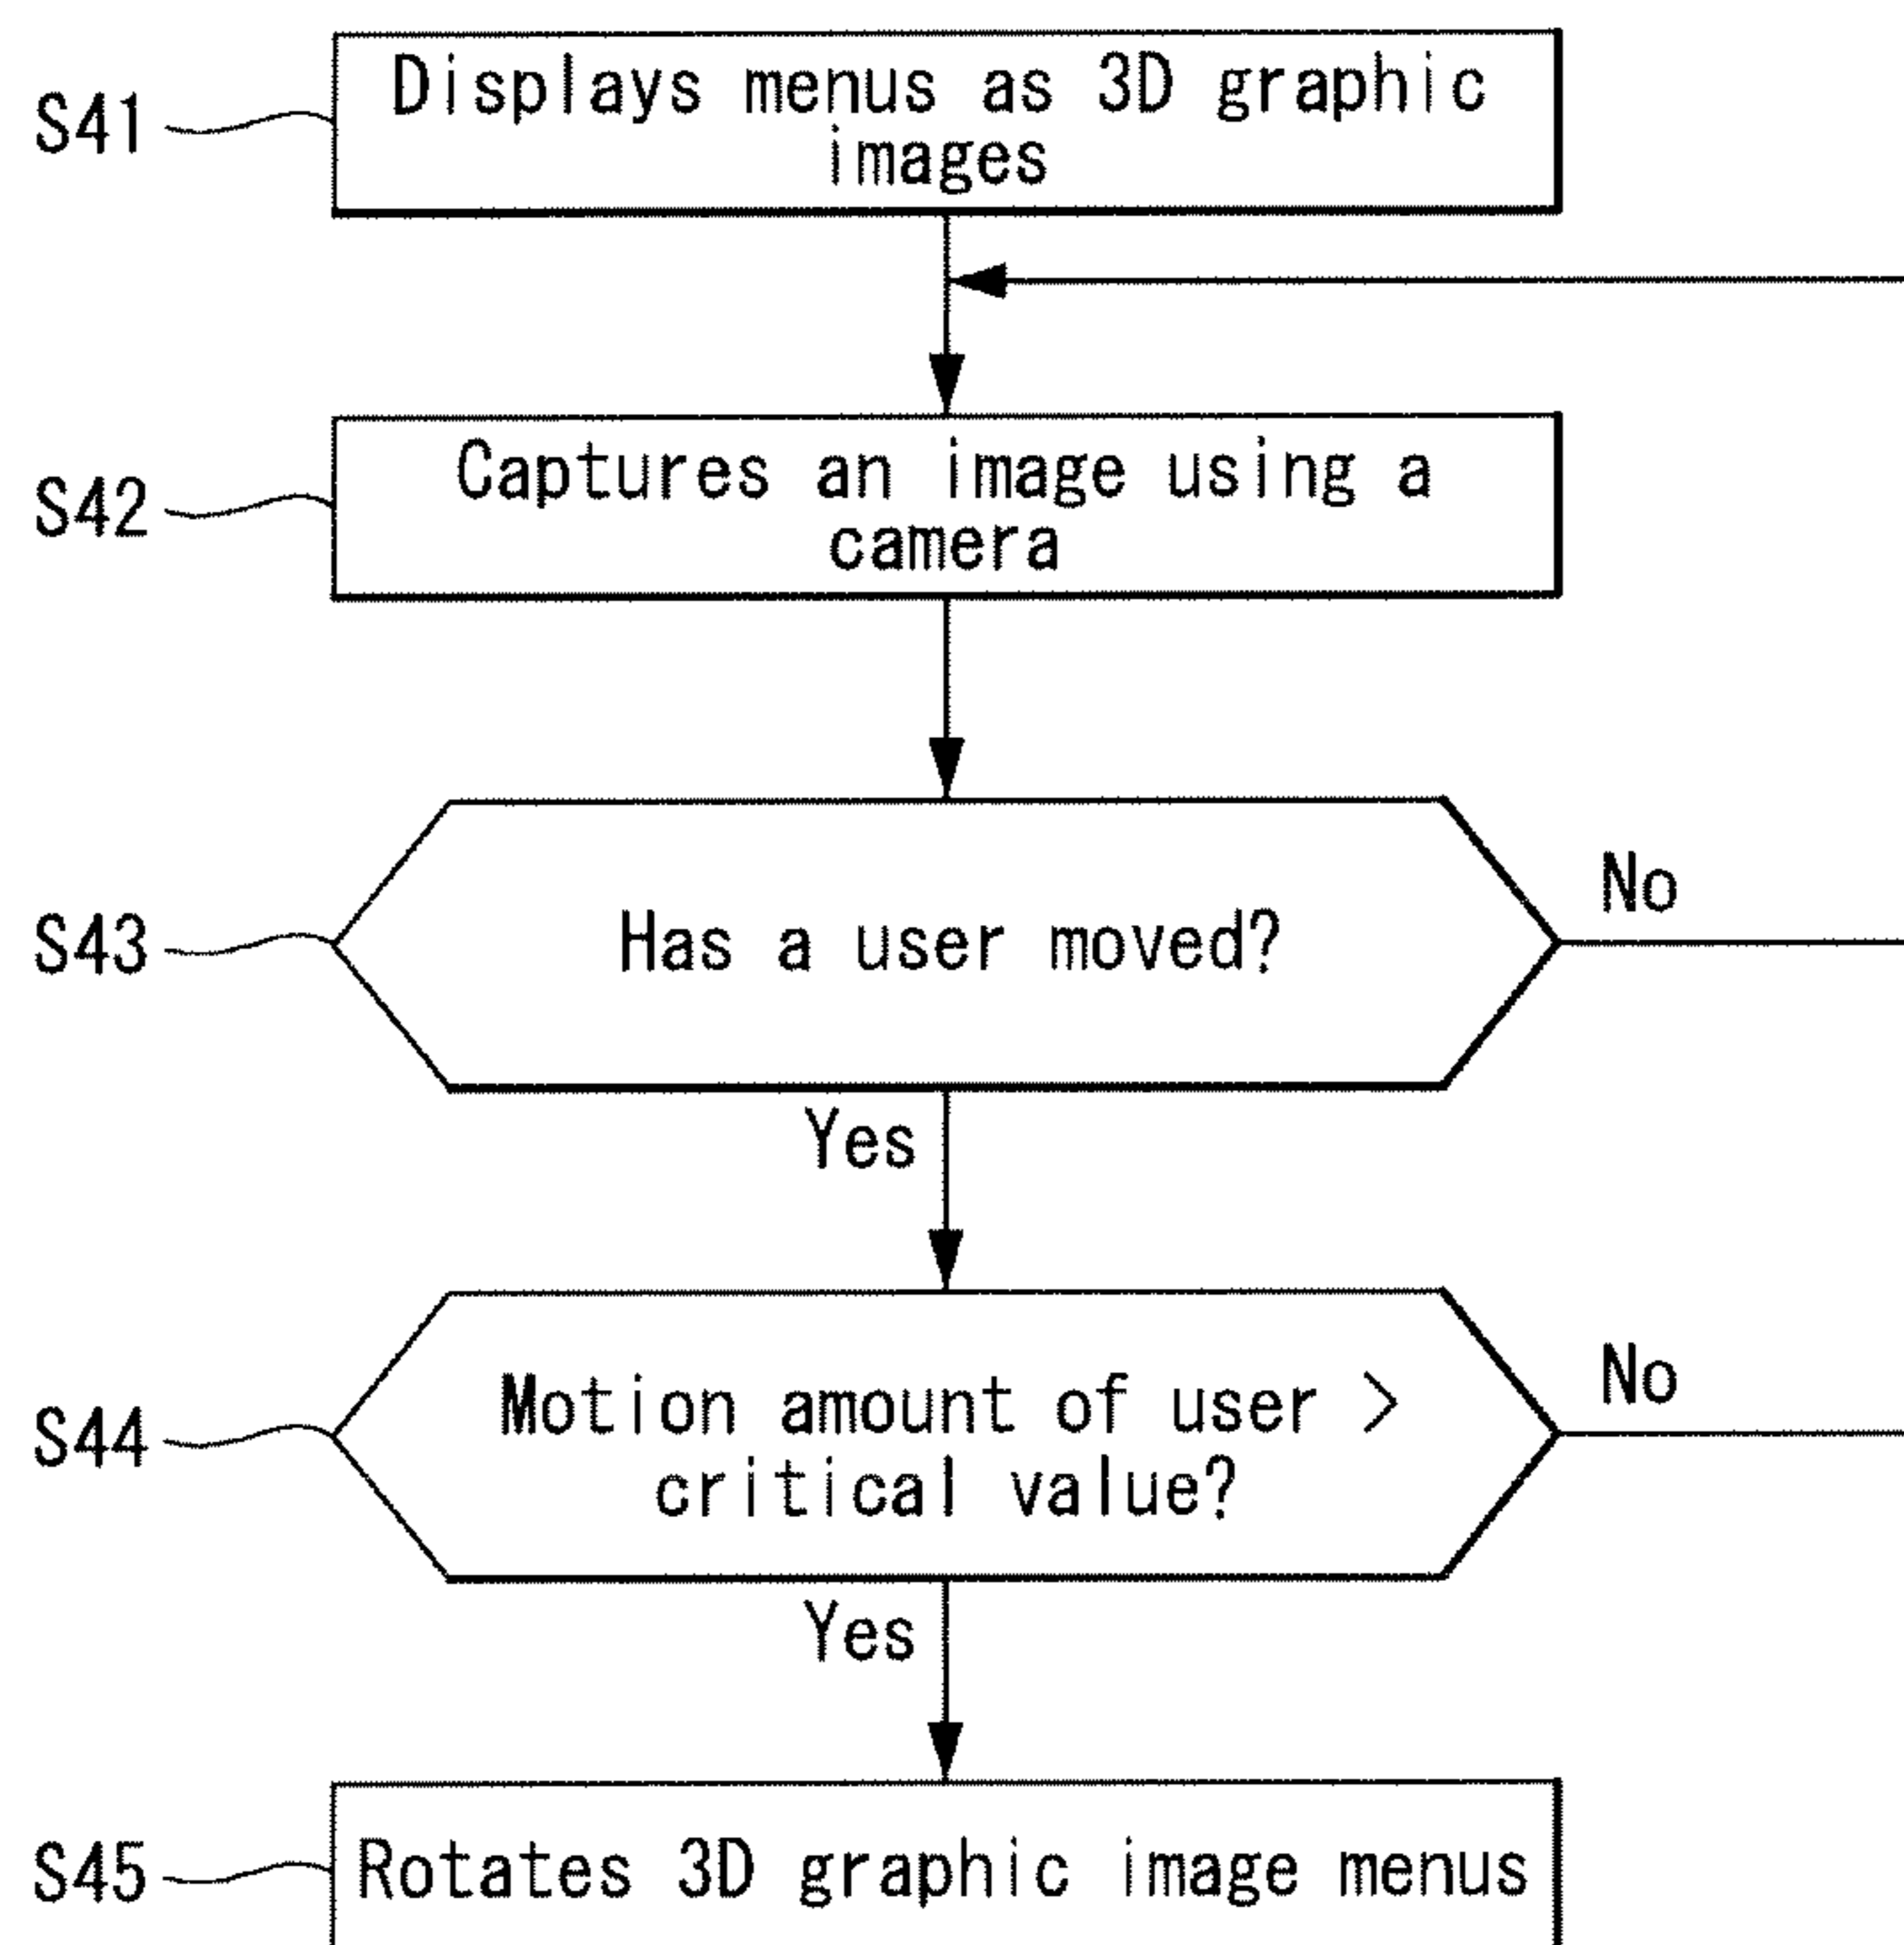 S41
Displays menus as 3D graphic
images
S42
Captures an image using a
camera
S43
Has a user moved?
No
Yes
S44
Motion amount of user >
critical value?
No
Yes
S45
Rotates 3D graphic image menus